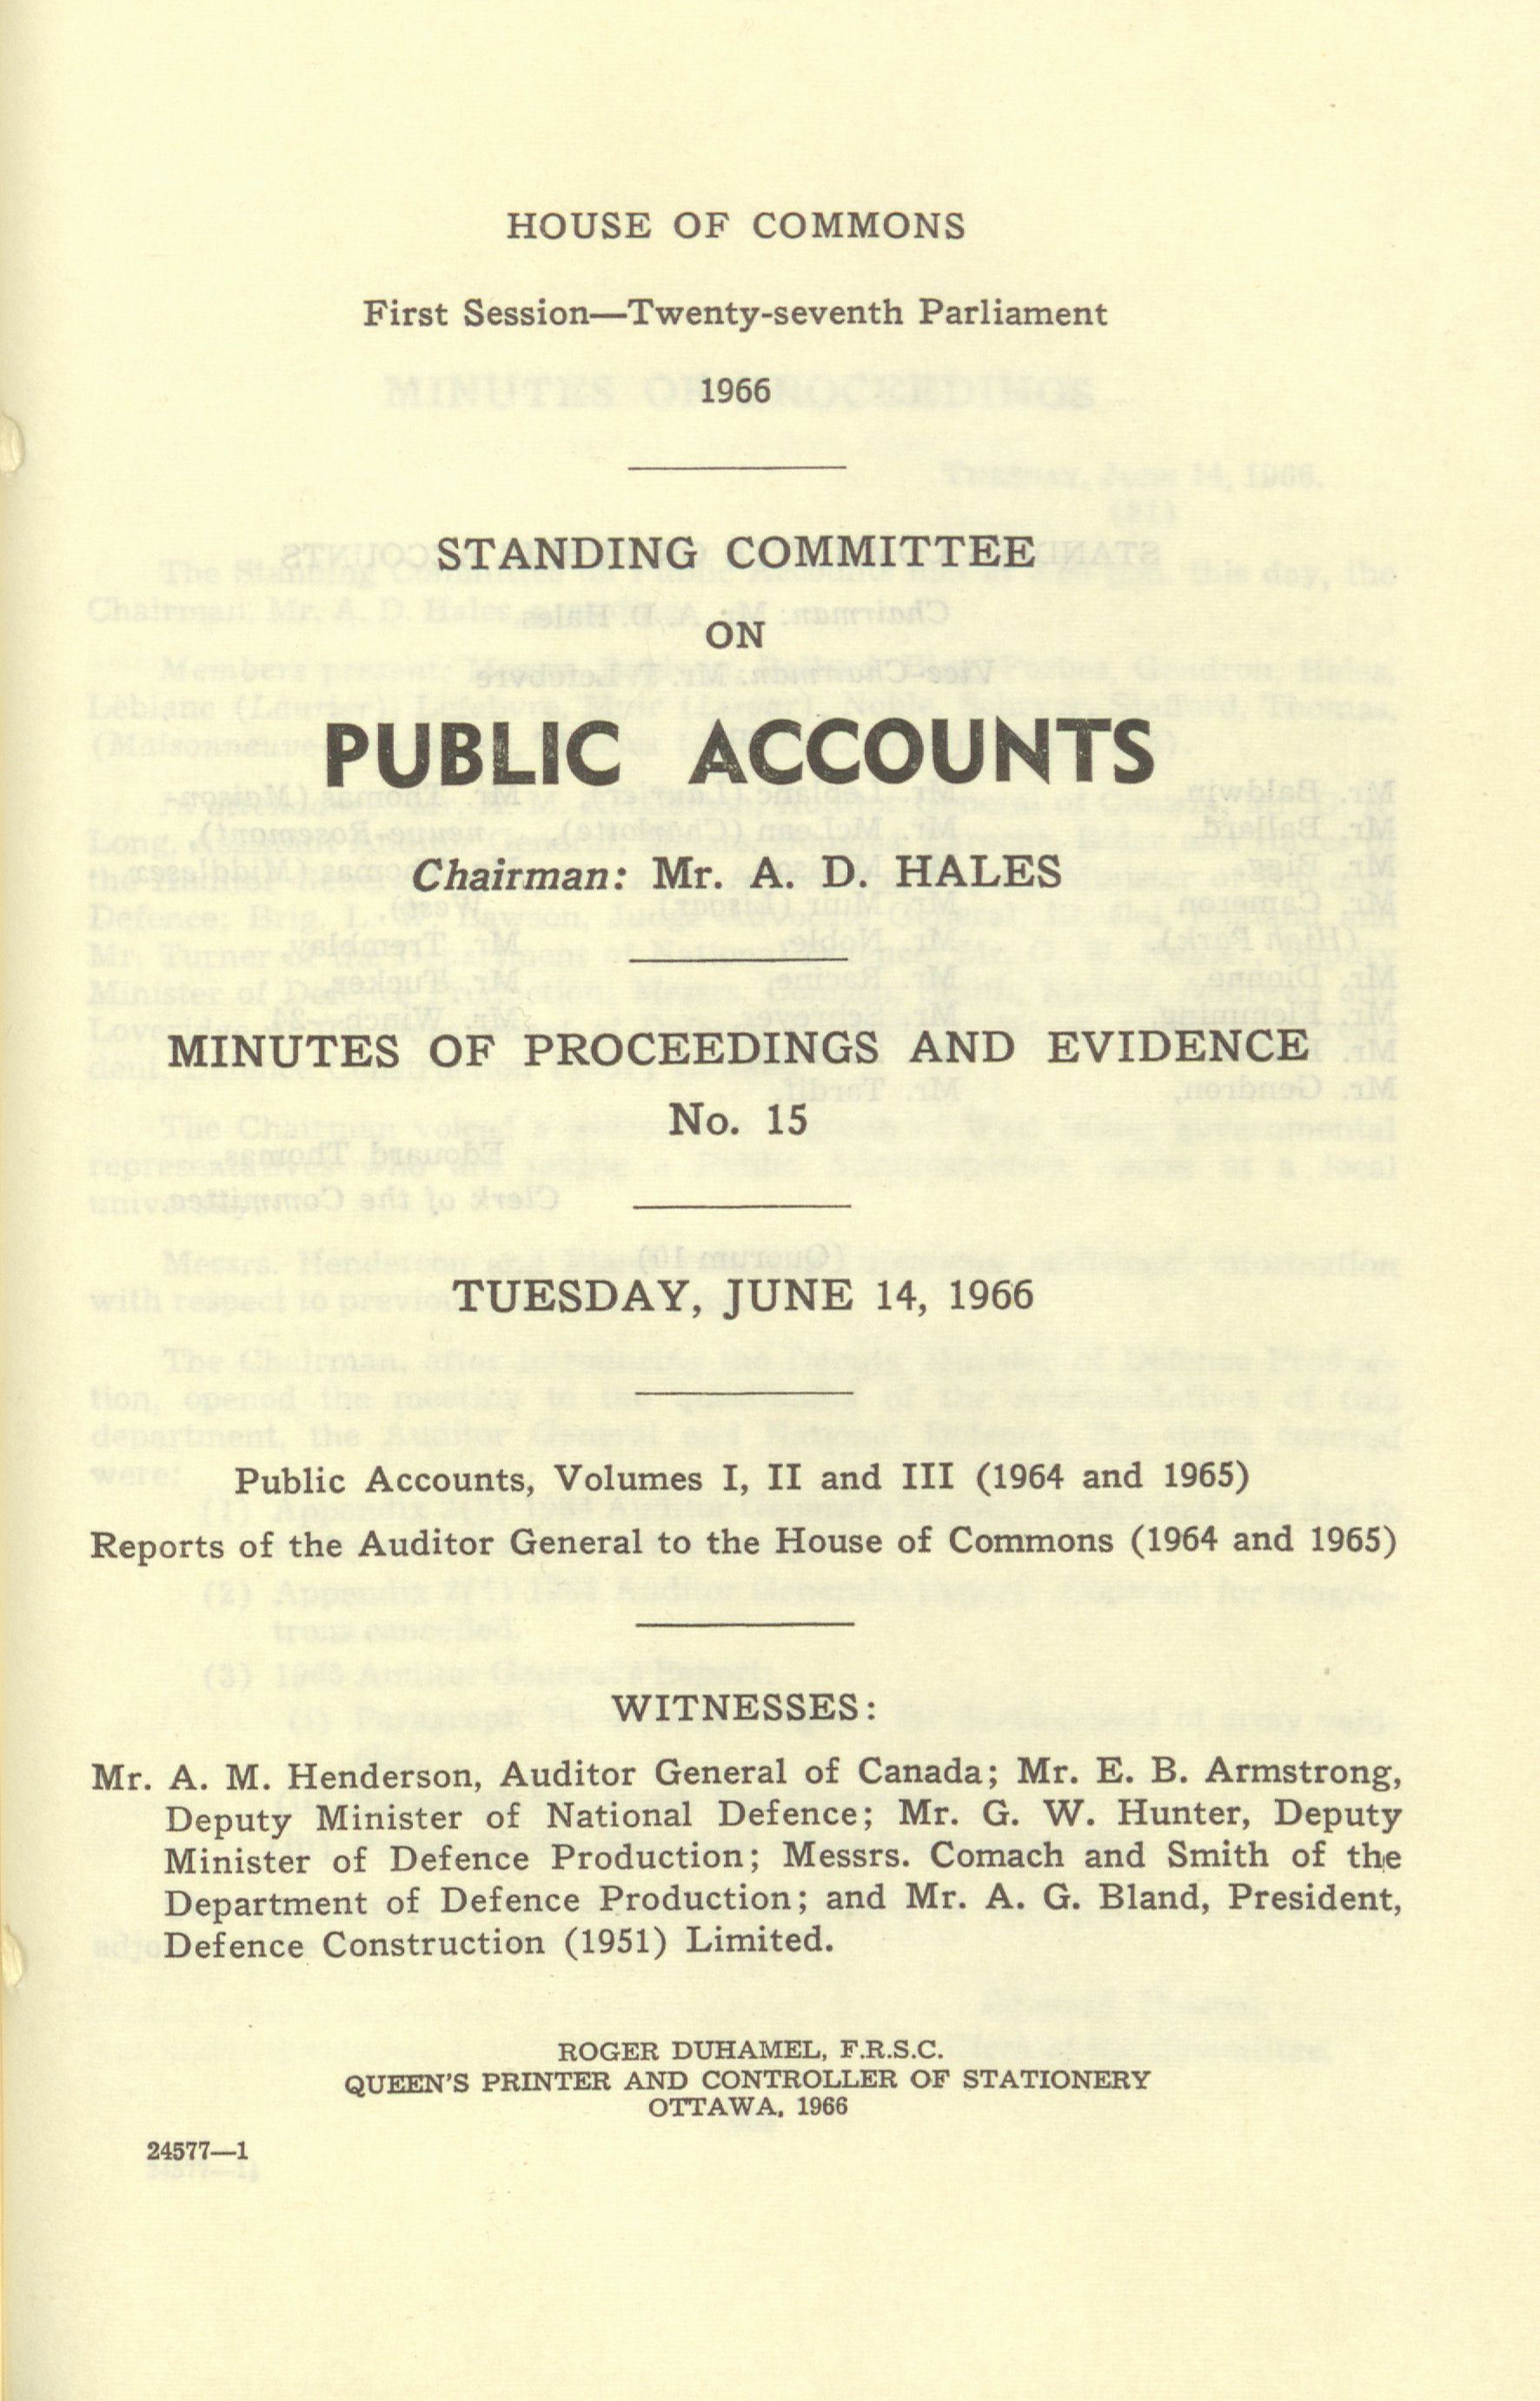 HOUSE OF COMMONS
First Session—Twenty-seventh Parliament
1966
STANDING COMMITTEE
ON
PUBLIC ACCOUNTS
Chairman: Mr. A. D. HALES
MINUTES OF PROCEEDINGS AND EVIDENCE
No. 15
TUESDAY, JUNE 14, 1966
Public Accounts, Volumes I, II and III (1964 and 1965)
Reports of the Auditor General to the House of Commons (1964 and 1965)
WITNESSES:
Mr. A. M. Henderson, Auditor General of Canada; Mr. E. B. Armstrong,
Deputy Minister of National Defence; Mr. G. W. Hunter, Deputy
Minister of Defence Production; Messrs. Comach and Smith of the
Department of Defence Production; and Mr. A. G. Bland, President,
Defence Construction (1951) Limited.
ROGER DUHAMEL, F.R.S.C.
QUEEN'S PRINTER AND CONTROLLER OF STATIONERY
OTTAWA, 1966
24577—1